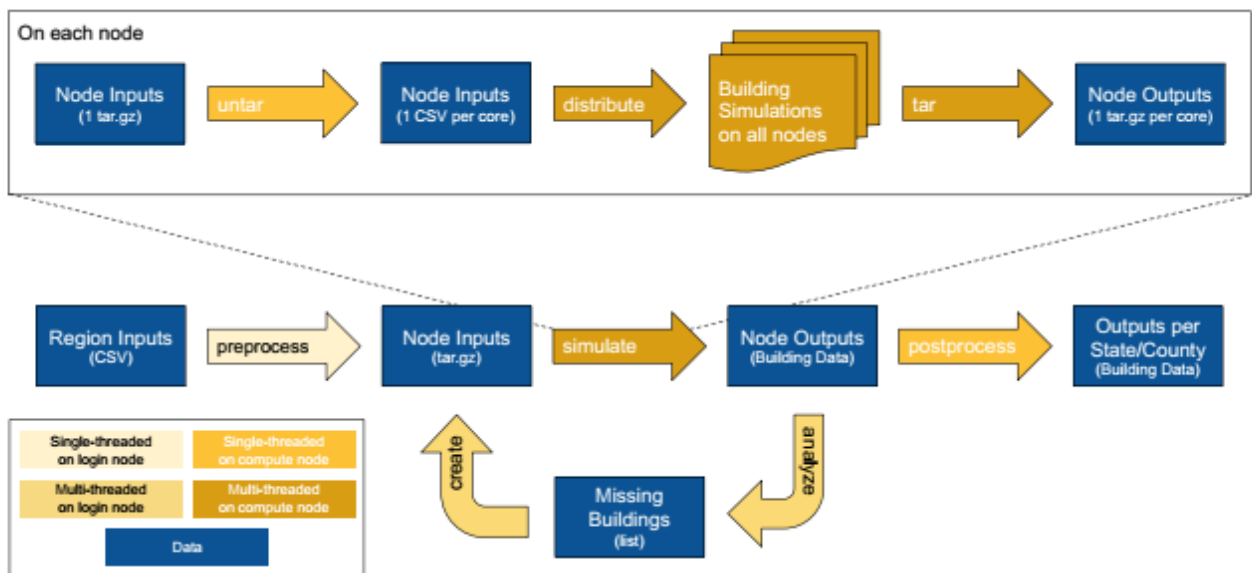 On each node
Node Inputs
(1 tar.gz)
untar
Node Inputs
(1 CSV per core)
distribute
Building
Simulations
on all nodes
tar
Node Outputs
(1 tar.gz per core)
Region Inputs
(CSV)
preprocess
Node Inputs
(tar.gz)
simulate
Node Outputs
(Building Data)
postprocess
Outputs per
State/County
(Building Data)
Single-threaded
on login node
Single-threaded
on compute node
Multi-threaded
on login node
Multi-threaded
on compute node
Data
create
Missing
Buildings
(list)
analyze